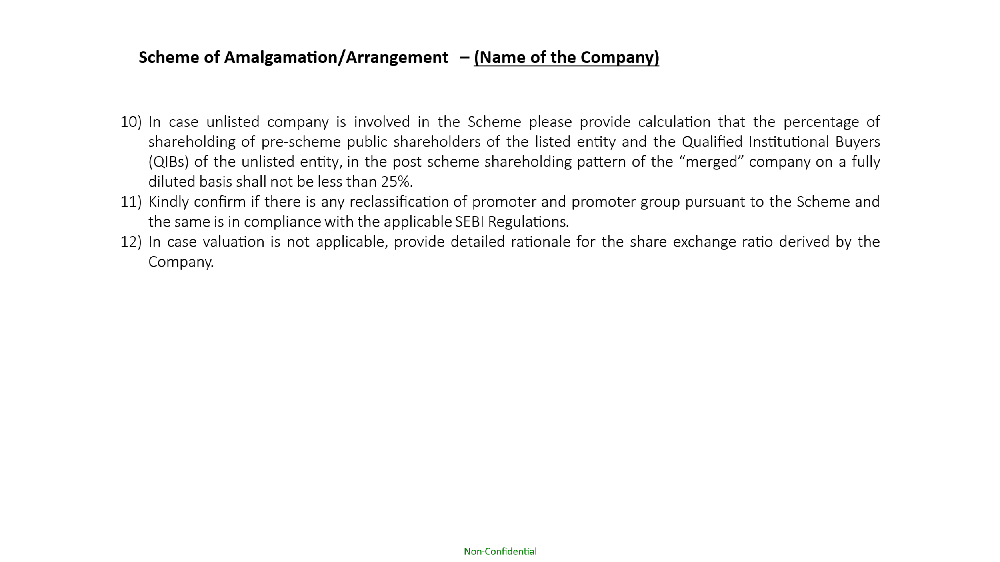 Scheme of Amalgamation/Arrangement – (Name of the Company)
10) In case unlisted company is involved in the Scheme please provide calculation that the percentage of
shareholding of pre-scheme public shareholders of the listed entity and the Qualified Institutional Buyers
(QIBs) of the unlisted entity, in the post scheme shareholding pattern of the “merged” company on a fully
diluted basis shall not be less than 25%.
11) Kindly confirm if there is any reclassification of promoter and promoter group pursuant to the Scheme and
the same is in compliance with the applicable SEBI Regulations.
12) In case valuation is not applicable, provide detailed rationale for the share exchange ratio derived by the
Company.
Non-Confidential